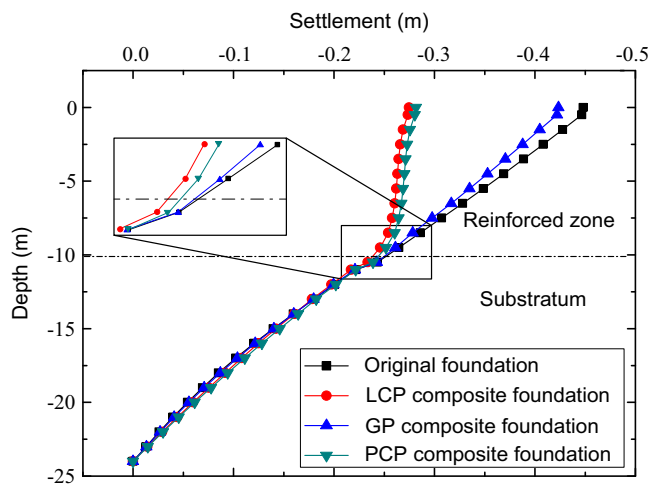 Settlement (m)
0.0 -0.1 -0.2 -0.3 -0.4 -0.5
Depth (m)
0
-5
-10
-15
-20
-25
Reinforced zone
Substratum
Original foundation
LCP composite foundation
GP composite foundation
PCP composite foundation